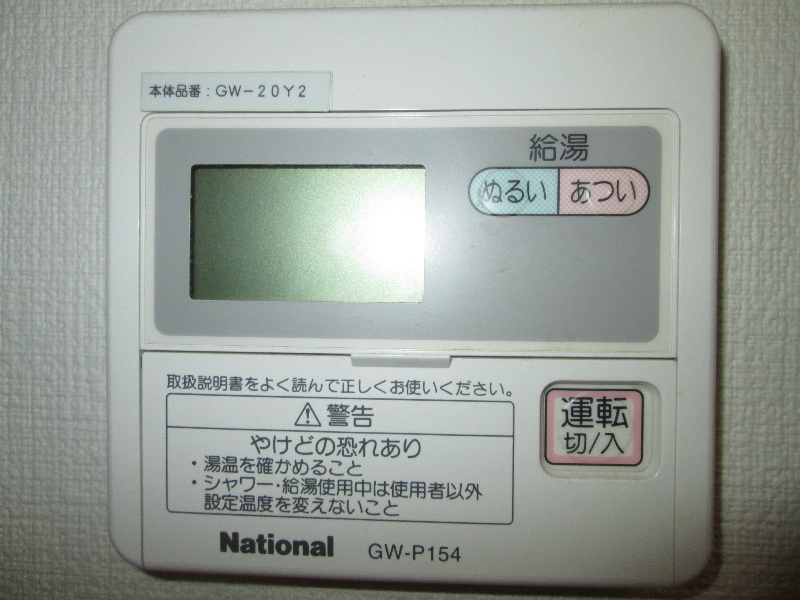 本体品番：GW－20Y2
給湯
ぬるい あつい
取扱説明書をよく読んで正しくお使いください。
⚠警告
やけどの恐れあり
・湯温を確かめること
・シャワー・給湯使用中は使用者以外
設定温度を変えないこと
運転
切/入
National GW-P154